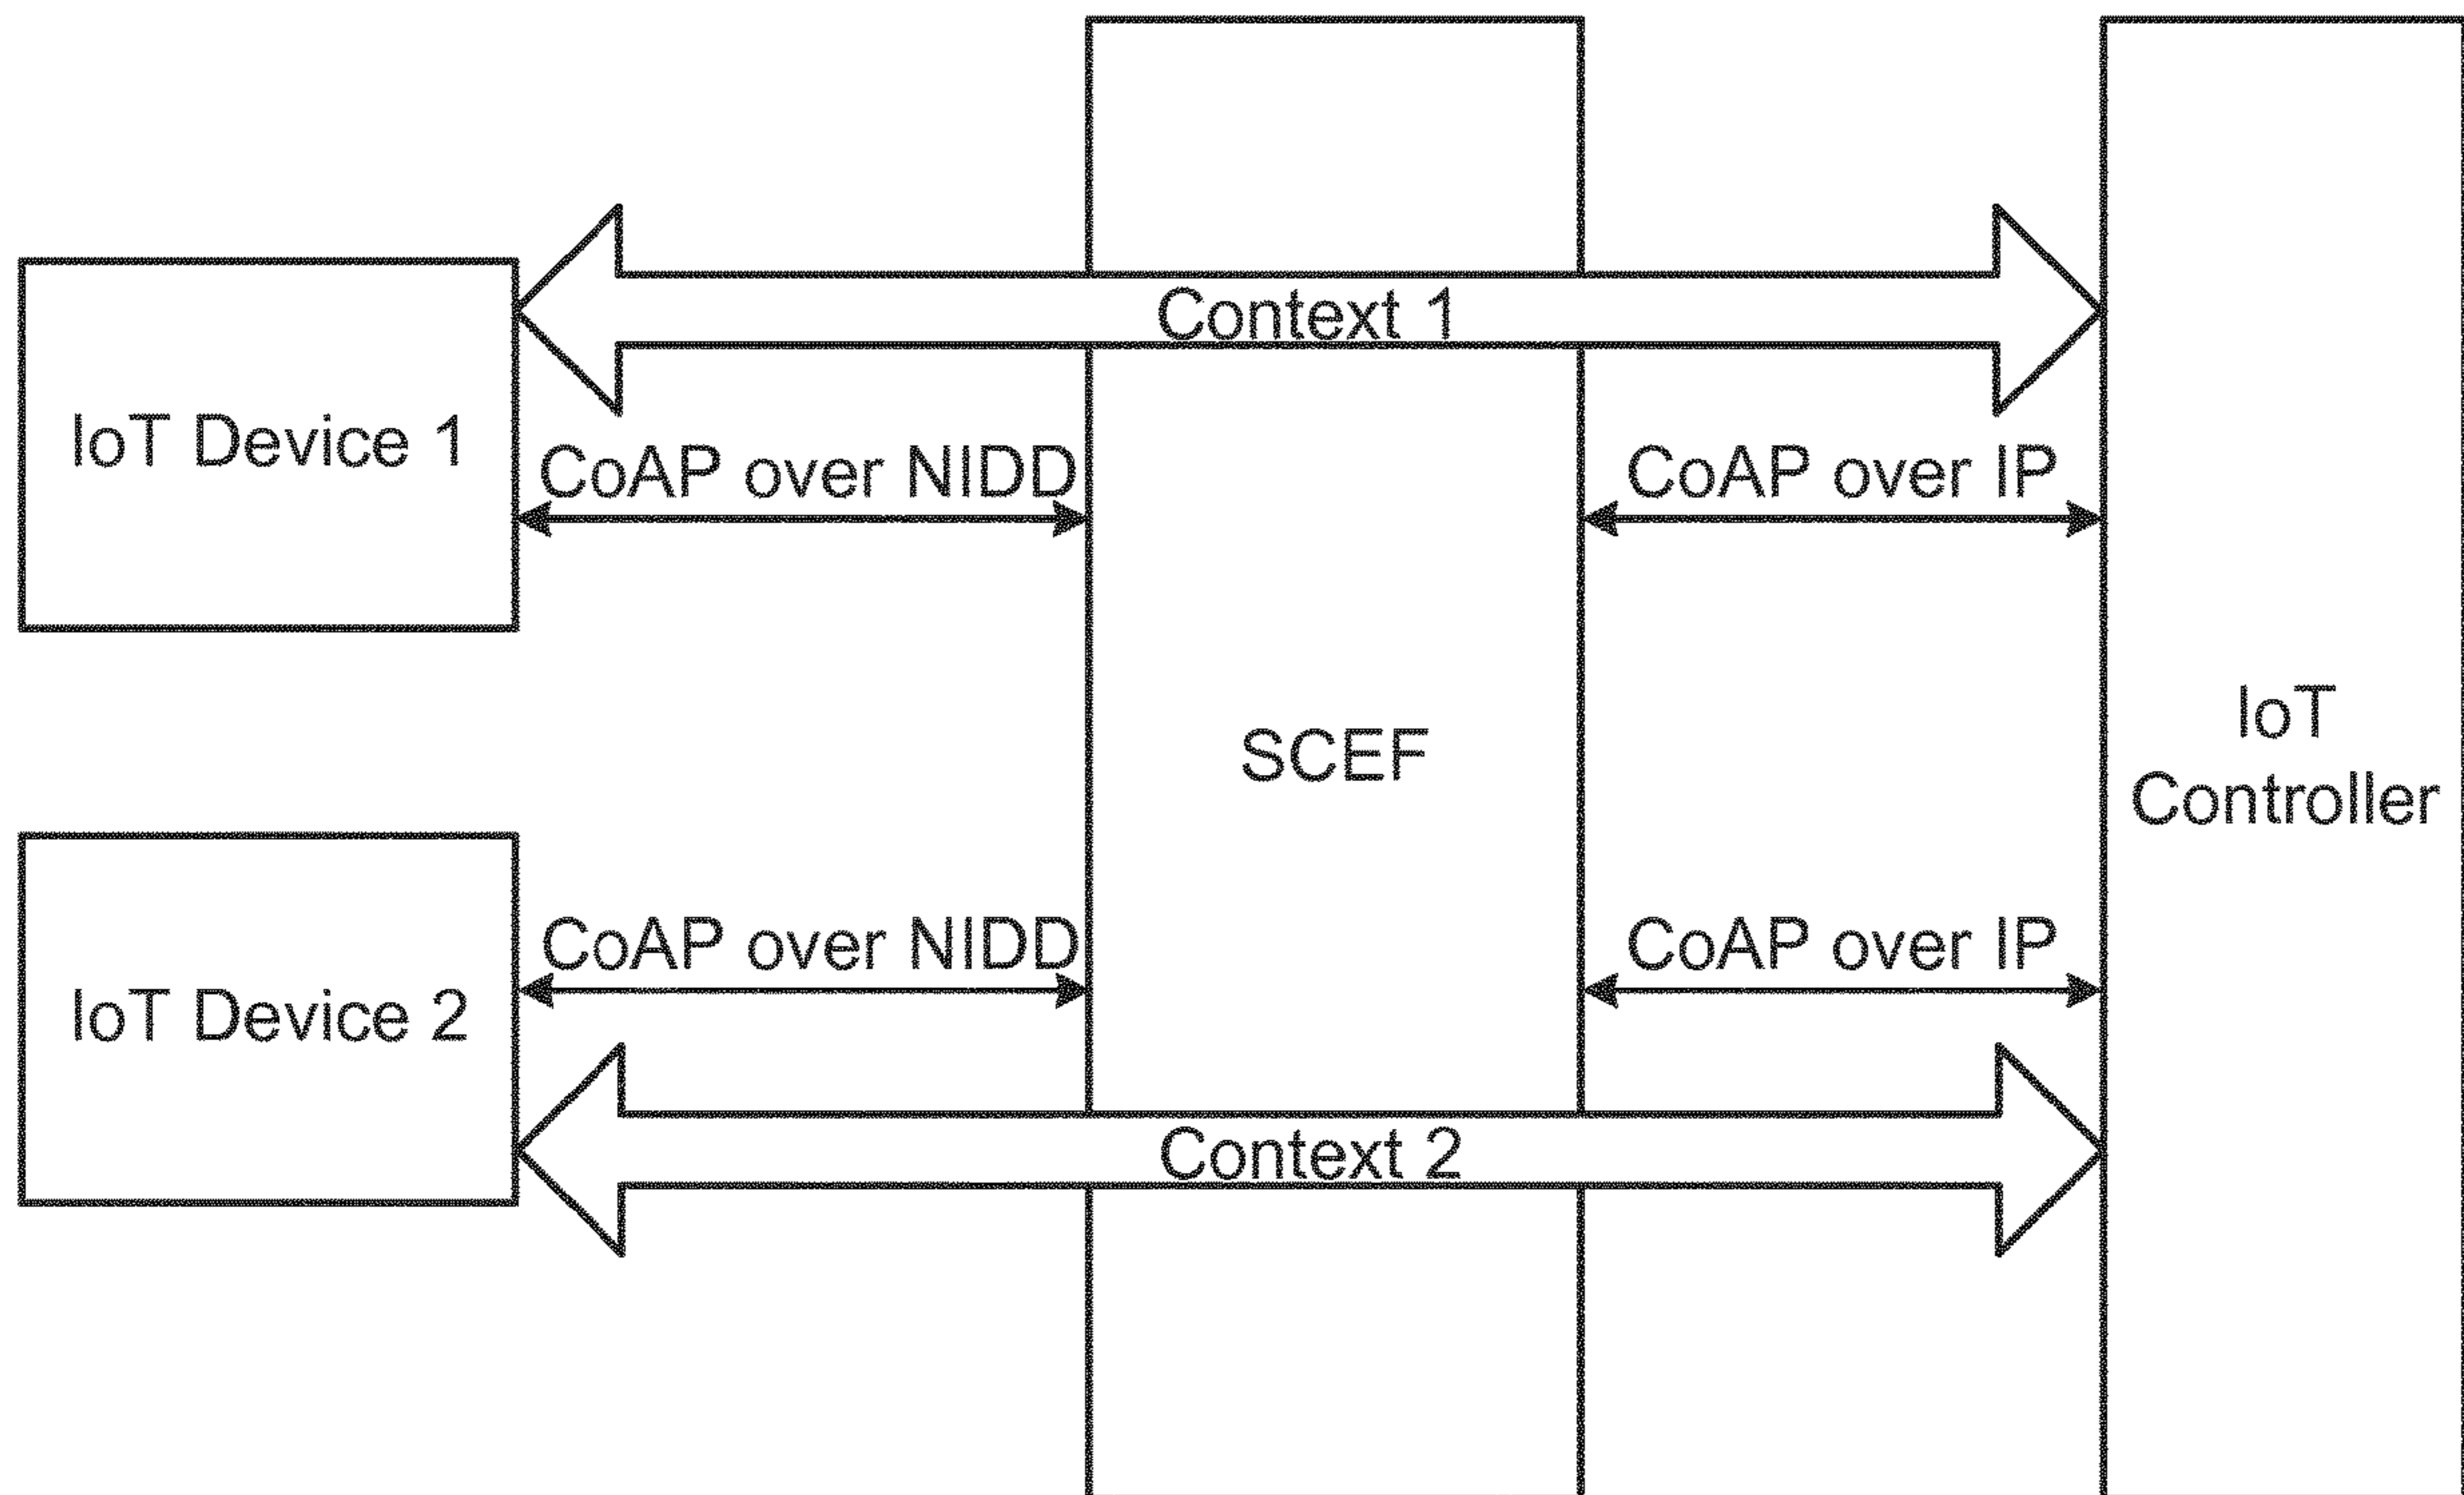 Context 1
IoT Device 1
CoAP over NIDD
CoAP over IP
SCEF
IoT
Controller
CoAP over NIDD
CoAP over IP
IoT Device 2
Context 2